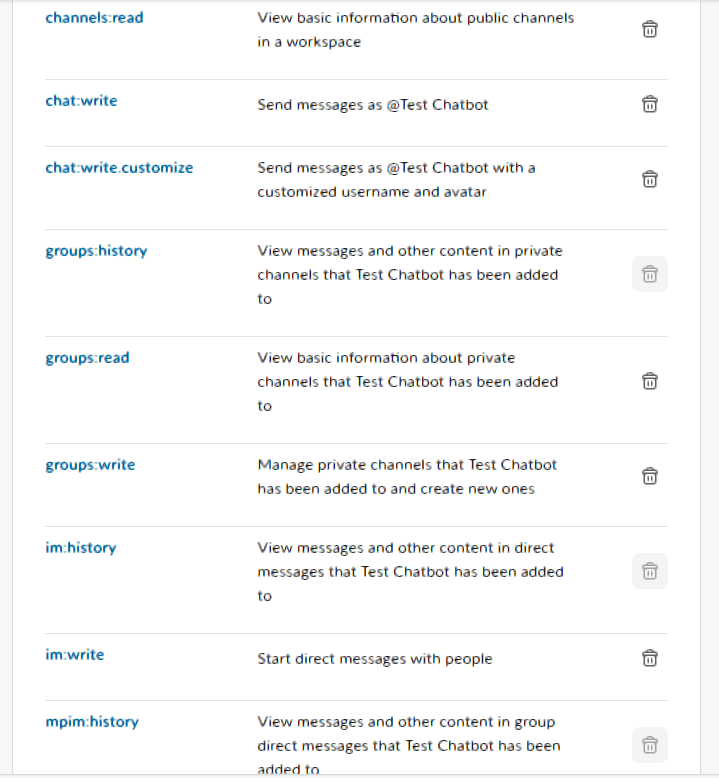 channels:read
View basic information about public channels
in a workspace
chat:write
Send messages as @Test Chatbot
chat:write.customize
Send messages as @Test Chatbot with a
customized username and avatar
groups:history
View messages and other content in private
channels that Test Chatbot has been added
to
groups:read
View basic information about private
channels that Test Chatbot has been added
to
groups:write
Manage private channels that Test Chatbot
has been added to and create new ones
im:history
View messages and other content in direct
messages that Test Chatbot has been added
to
im:write
Start direct messages with people
mpim:history
View messages and other content in group
direct messages that Test Chatbot has been
added to